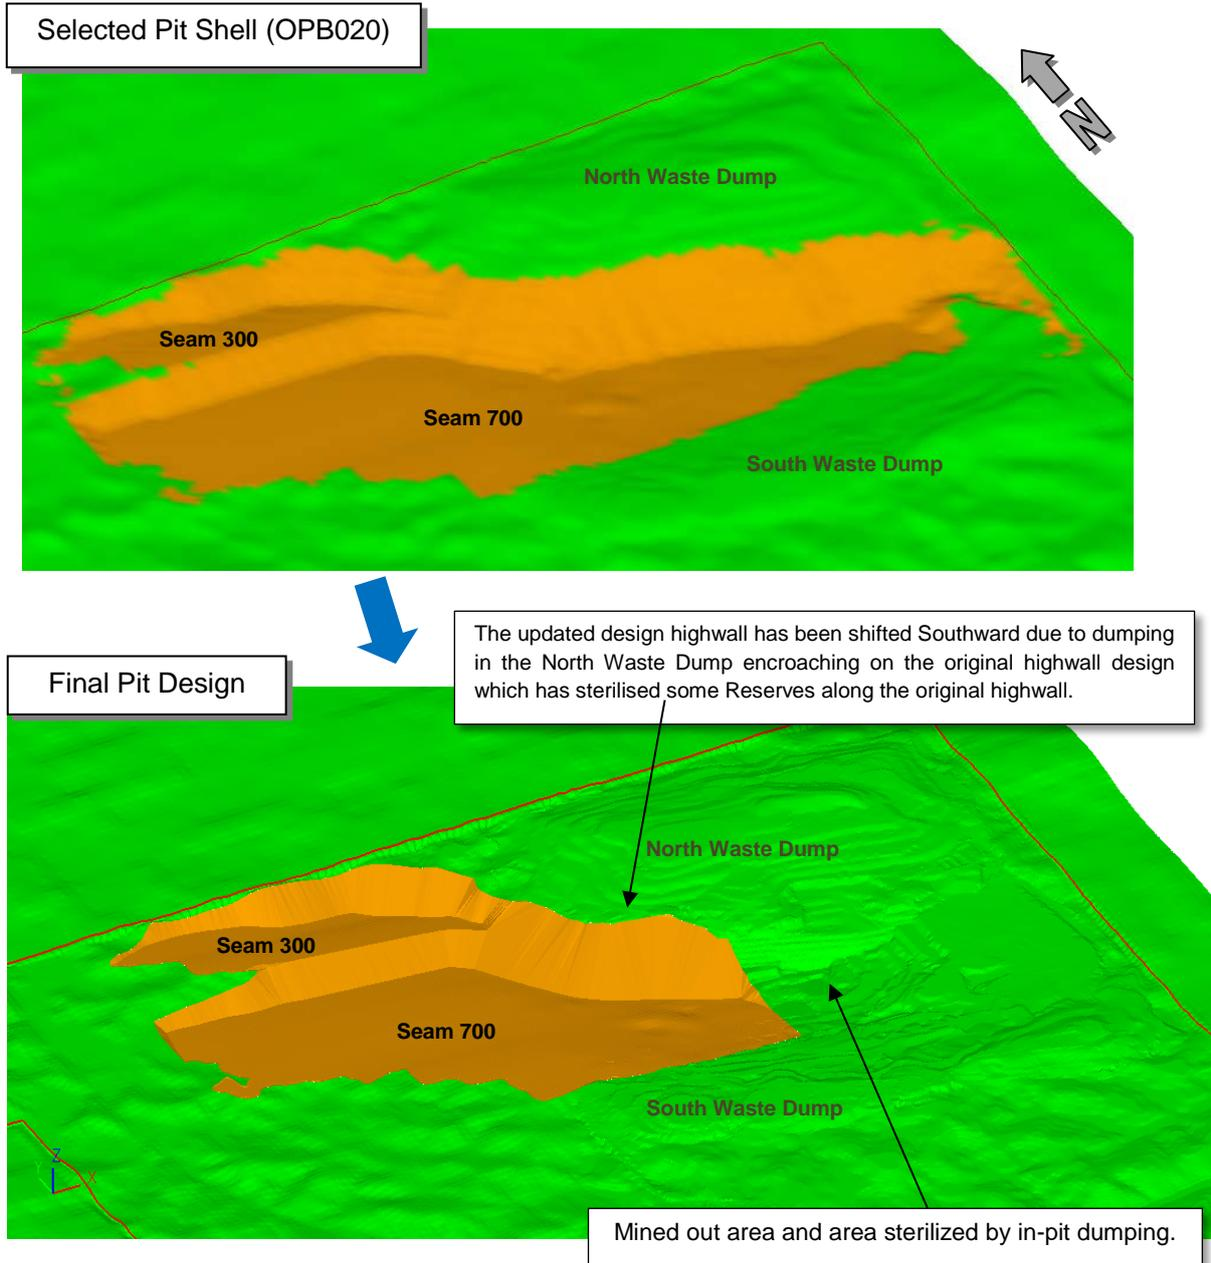 Selected Pit Shell (OPB020)
N
North Waste Dump
Seam 300
Seam 700
South Waste Dump
The updated design highwall has been shifted Southward due to dumping
in the North Waste Dump encroaching on the original highwall design
which has sterilised some Reserves along the original highwall.
Final Pit Design
North Waste Dump
Seam 300
Seam 700
South Waste Dump
Z
Y
X
Mined out area and area sterilized by in-pit dumping.